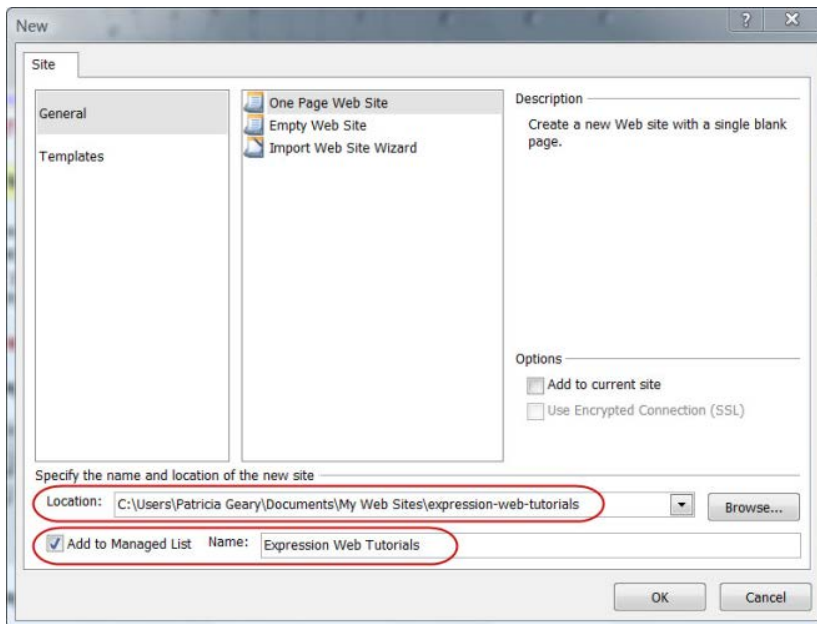 New
Site
General
Templates
One Page Web Site
Empty Web Site
Import Web Site Wizard
Description
Create a new Web site with a single blank
page.
Options
Add to current site
Use Encrypted Connection (SSL)
Specify the name and location of the new site
Location: C:\Users\Patricia Geary\Documents\My Web Sites\expression-web-tutorials Browse...
Add to Managed List Name: Expression Web Tutorials
OK Cancel